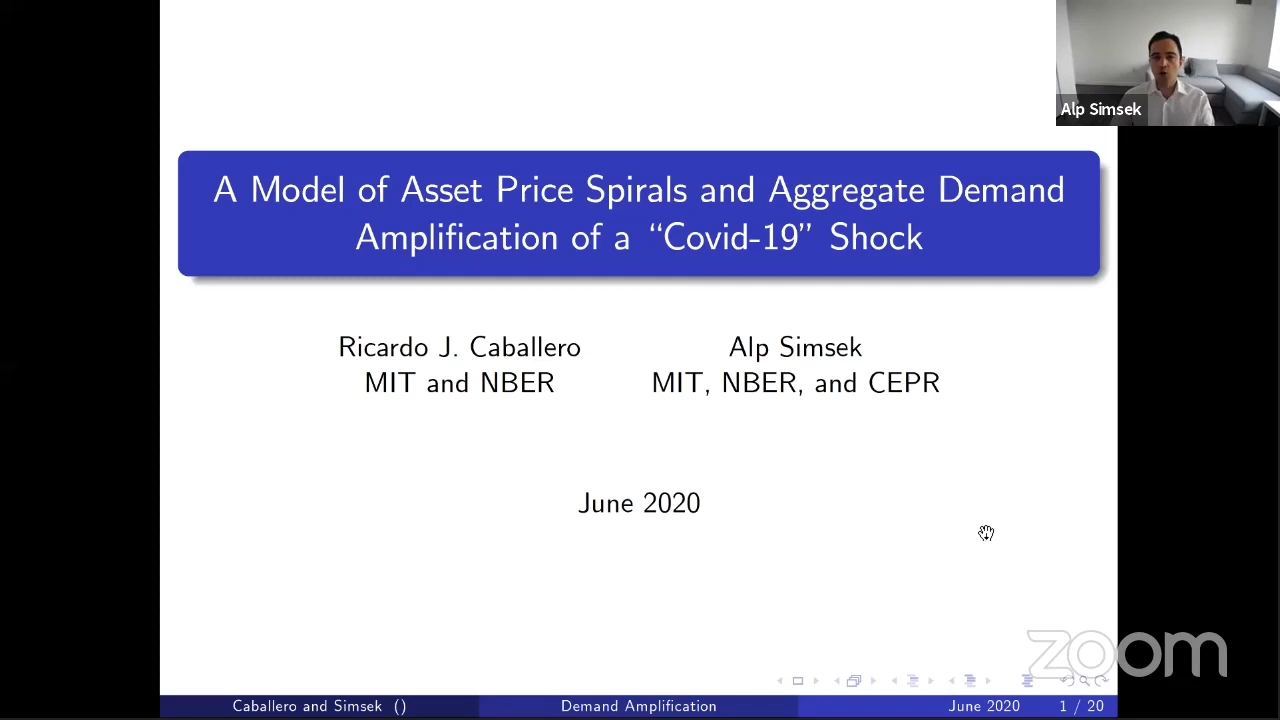 Alp Simsek
A Model of Asset Price Spirals and Aggregate Demand
Amplification of a “Covid-19” Shock
Ricardo J. Caballero
MIT and NBER
Alp Simsek
MIT, NBER, and CEPR
June 2020
zoom
Caballero and Simsek ()
Demand Amplification
June 2020
1 / 20